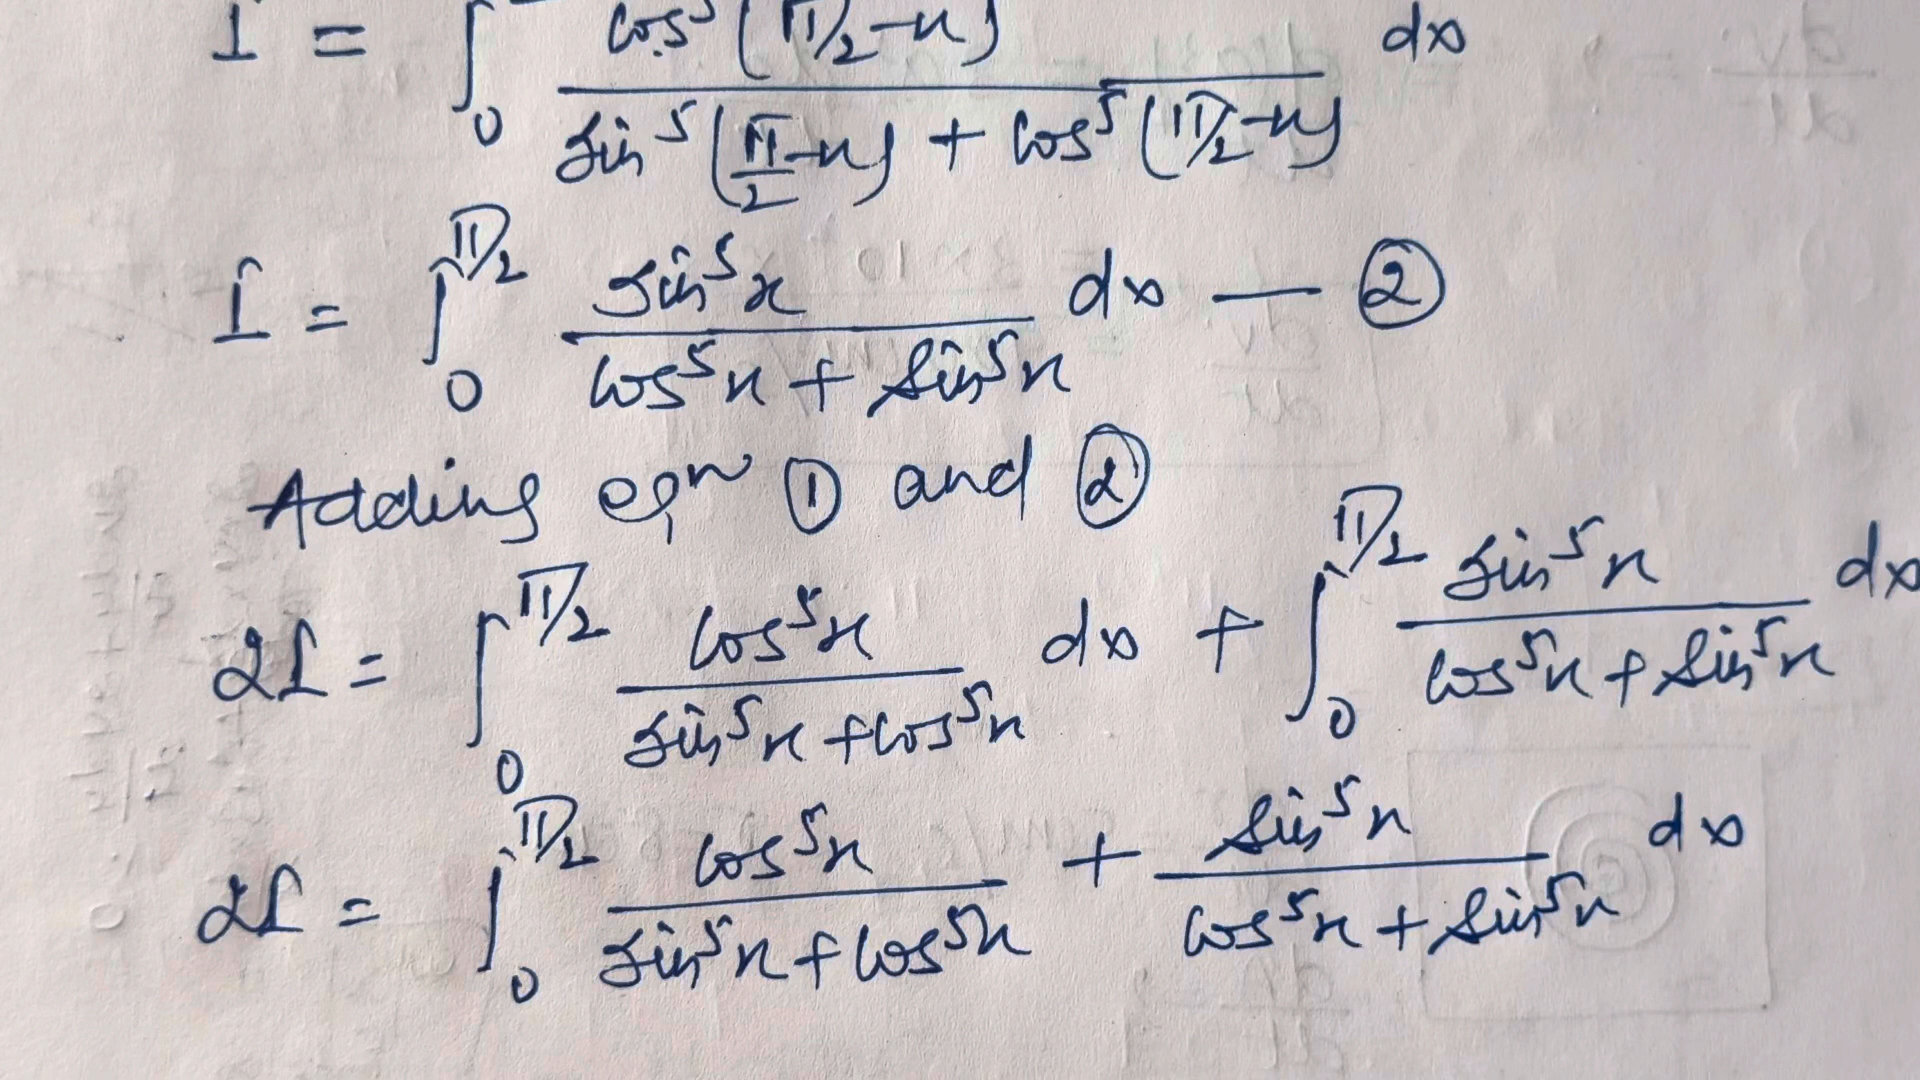 I = ∫₀ cos⁵(π/2-x) / sin⁵(π/2-x) + cos⁵(π/2-x) dx
I = ∫₀^π/2 sin⁵x / cos⁵x + sin⁵x dx — ②
Adding eqn ① and ②
2I = ∫₀^π/2 cos⁵x / sin⁵x + cos⁵x dx + ∫₀^π/2 sin⁵x / cos⁵x + sin⁵x dx
2I = ∫₀^π/2 cos⁵x / sin⁵x + cos⁵x + sin⁵x / cos⁵x + sin⁵x dx